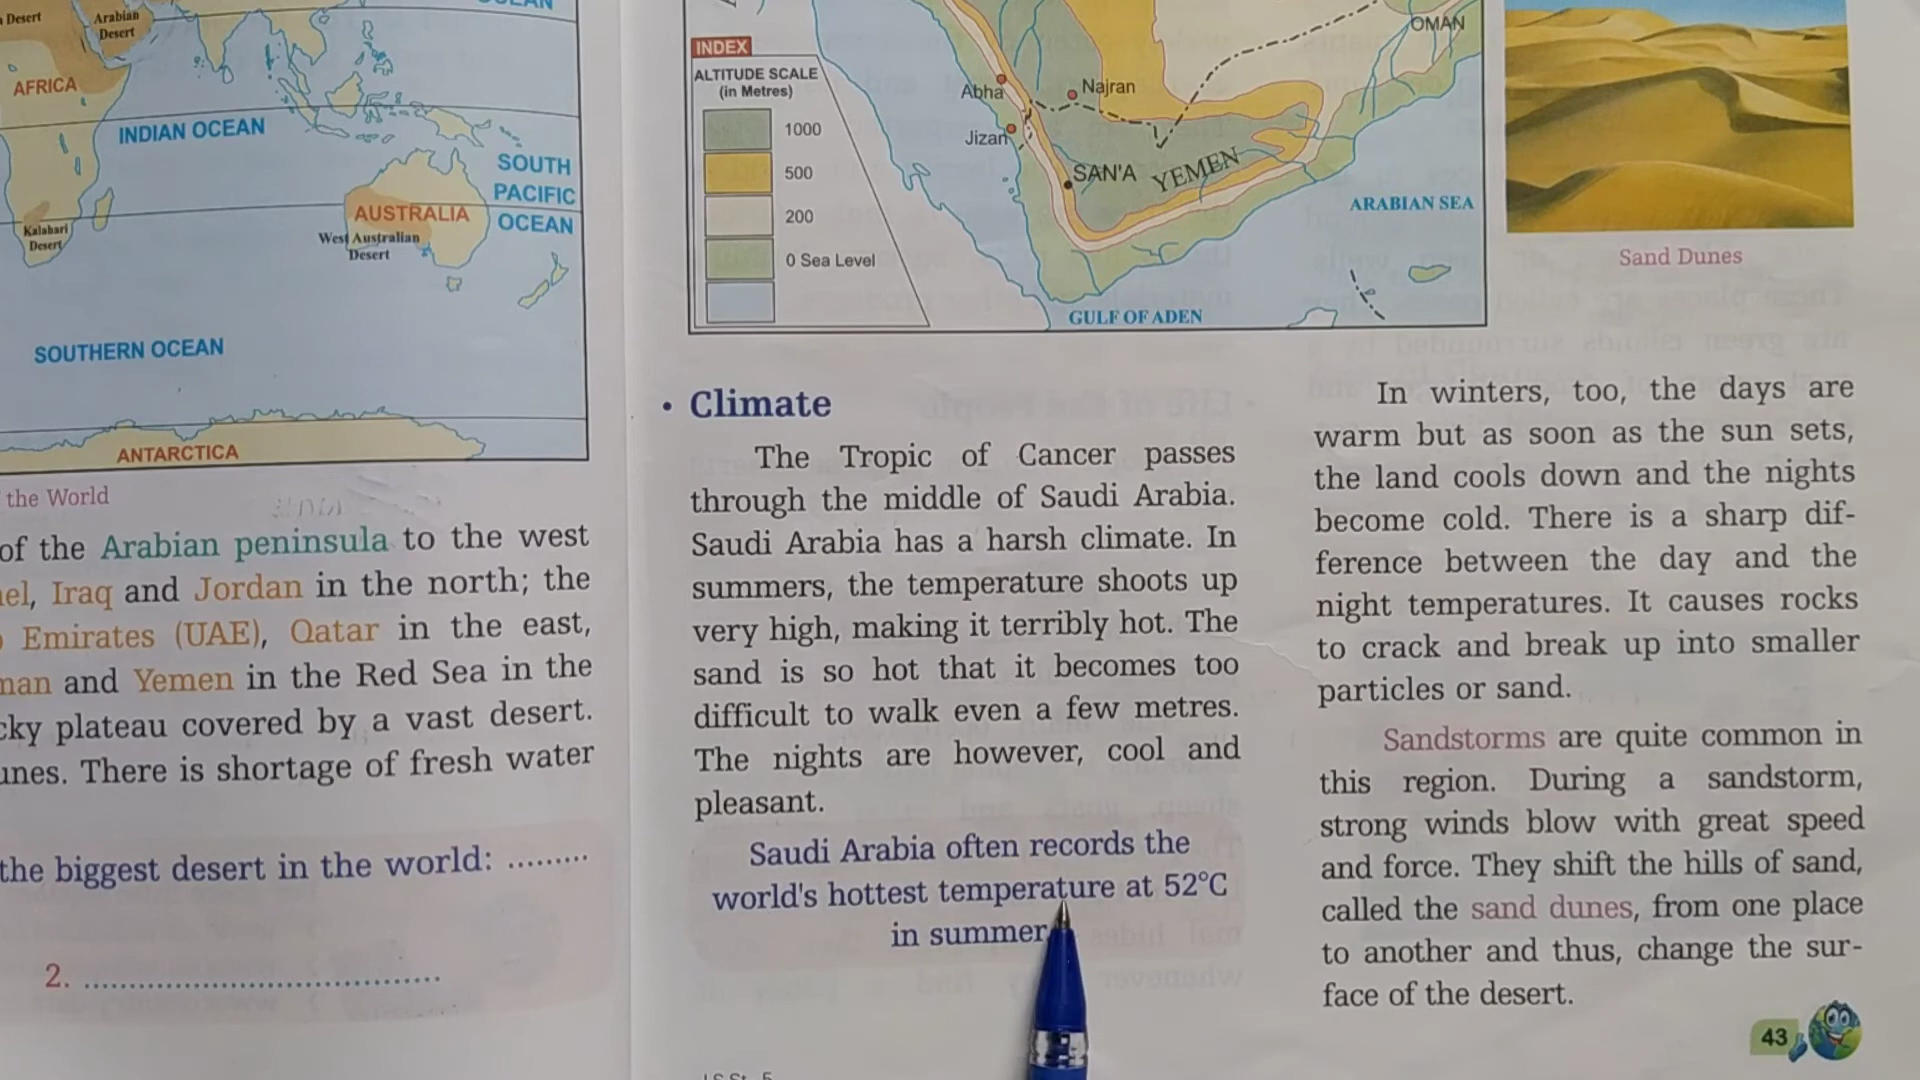 Desert
Arabian
Desert
AFRICA
INDIAN OCEAN
SOUTH
PACIFIC
OCEAN
AUSTRALIA
West Australian
Desert
Kalahari
Desert
SOUTHERN OCEAN
ANTARCTICA
the World
of the Arabian peninsula to the west
Iraq and Jordan in the north; the
Emirates (UAE), Qatar in the east,
and Yemen in the Red Sea in the
plateau covered by a vast desert.
There is shortage of fresh water
the biggest desert in the world: .........
2. .....................................
INDEX
ALTITUDE SCALE
(in Metres)
1000
500
200
0 Sea Level
Abha
Najran
Jizan
SAN'A
YEMEN
OMAN
ARABIAN SEA
GULF OF ADEN
Sand Dunes
• Climate
The Tropic of Cancer passes
through the middle of Saudi Arabia.
Saudi Arabia has a harsh climate. In
summers, the temperature shoots up
very high, making it terribly hot. The
sand is so hot that it becomes too
difficult to walk even a few metres.
The nights are however, cool and
pleasant.
Saudi Arabia often records the
world's hottest temperature at 52°C
in summer
In winters, too, the days are
warm but as soon as the sun sets,
the land cools down and the nights
become cold. There is a sharp dif-
ference between the day and the
night temperatures. It causes rocks
to crack and break up into smaller
particles or sand.
Sandstorms are quite common in
this region. During a sandstorm,
strong winds blow with great speed
and force. They shift the hills of sand,
called the sand dunes, from one place
to another and thus, change the sur-
face of the desert.
43